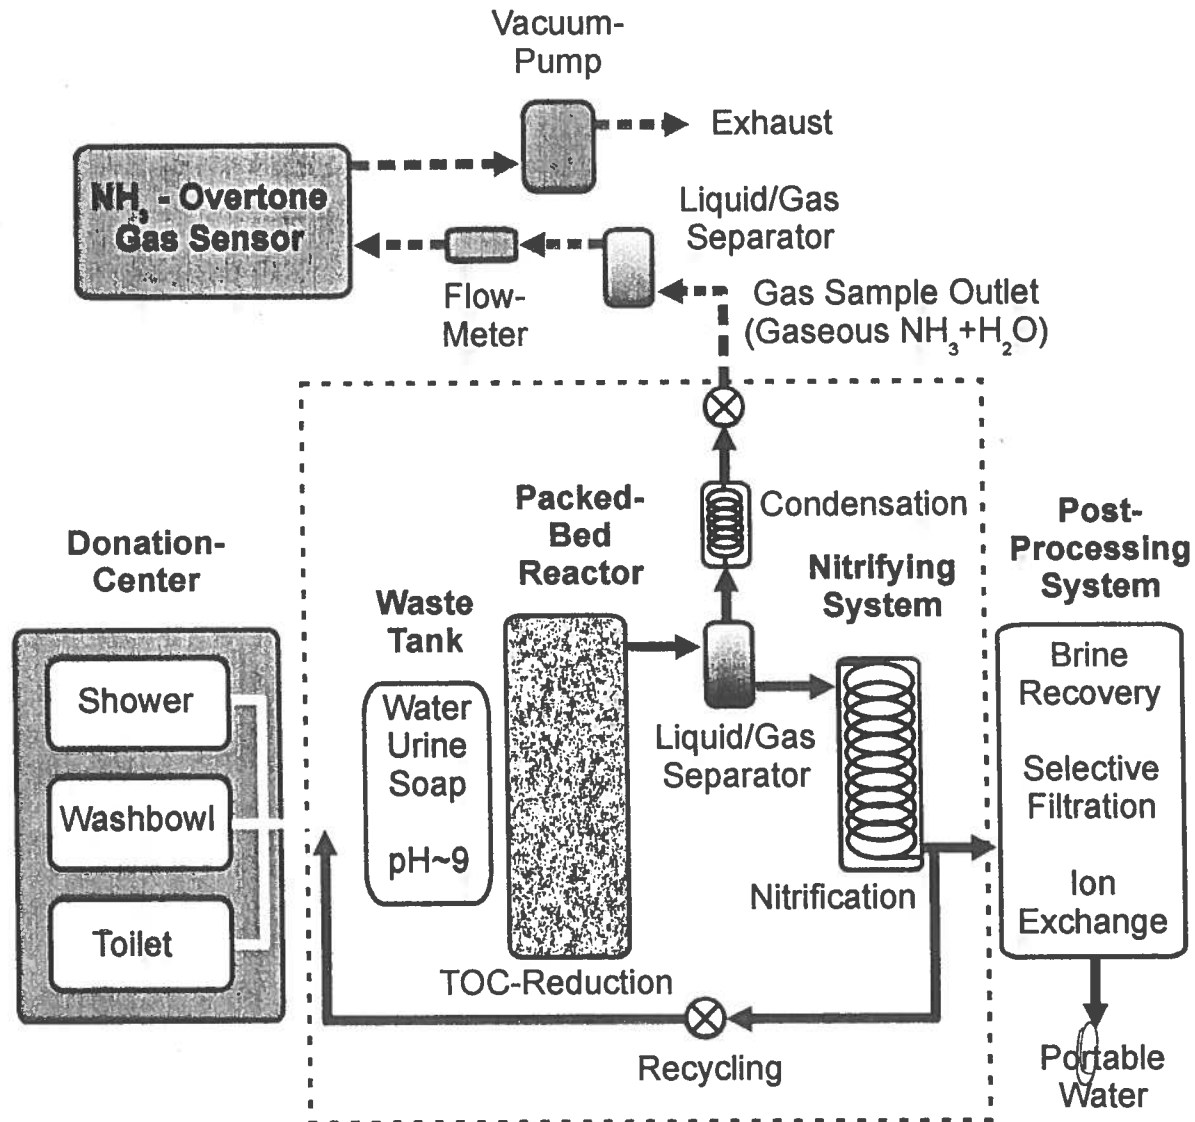 Vacuum-
Pump
Exhaust
NH₃ - Overtone
Gas Sensor
Liquid/Gas
Separator
Flow-
Meter
Gas Sample Outlet
(Gaseous NH₃+H₂O)
Condensation
Packed-
Bed
Reactor
Post-
Processing
System
Donation-
Center
Nitrifying
System
Waste
Tank
Shower
Washbowl
Toilet
Water
Urine
Soap
pH~9
Liquid/Gas
Separator
Brine
Recovery
Selective
Filtration
Ion
Exchange
Nitrification
TOC-Reduction
Recycling
Portable
Water